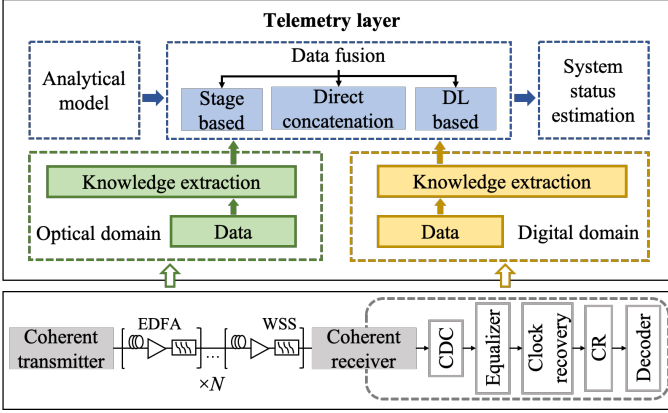 Telemetry layer
Analytical
model
Data fusion
Stage
based
Direct
concatenation
DL
based
System
status
estimation
Knowledge extraction
Data
Optical domain
Knowledge extraction
Data
Digital domain
Coherent
transmitter
EDFA
...
WSS
×N
Coherent
receiver
CDC
Equalizer
Clock
recovery
CR
Decoder